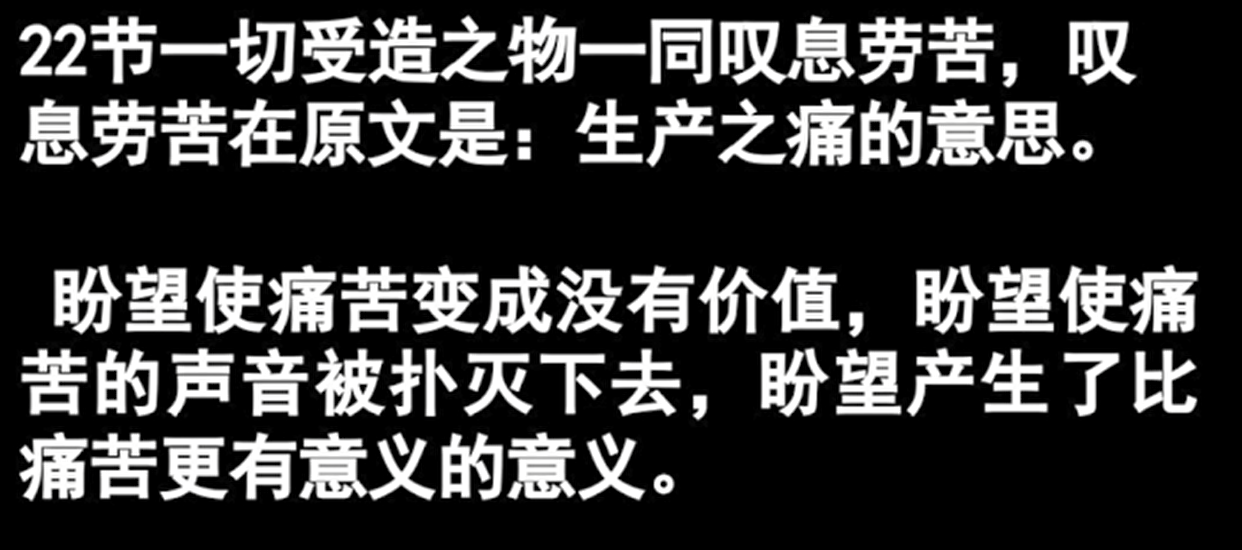 22节一切受造之物一同叹息劳苦，叹
息劳苦在原文是：生产之痛的意思。
盼望使痛苦变成没有价值，盼望使痛
苦的声音被扑灭下去，盼望产生了比
痛苦更有意义的意义。